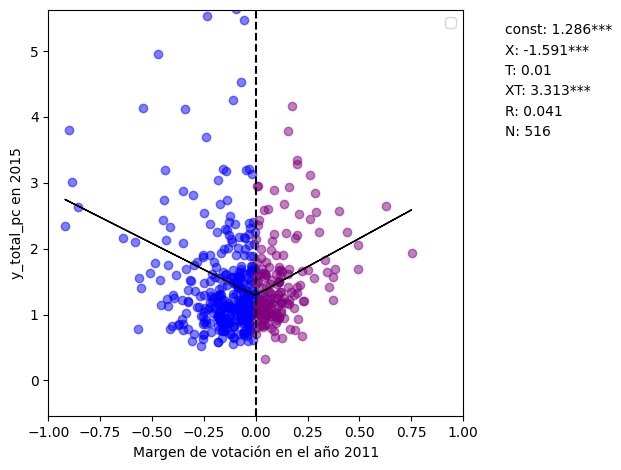 const: 1.286***
X: -1.591***
T: 0.01
XT: 3.313***
R: 0.041
N: 516
y_total_pc en 2015
5
4
3
2
1
0
-1.00 -0.75 -0.50 -0.25 0.00 0.25 0.50 0.75 1.00
Margen de votación en el año 2011